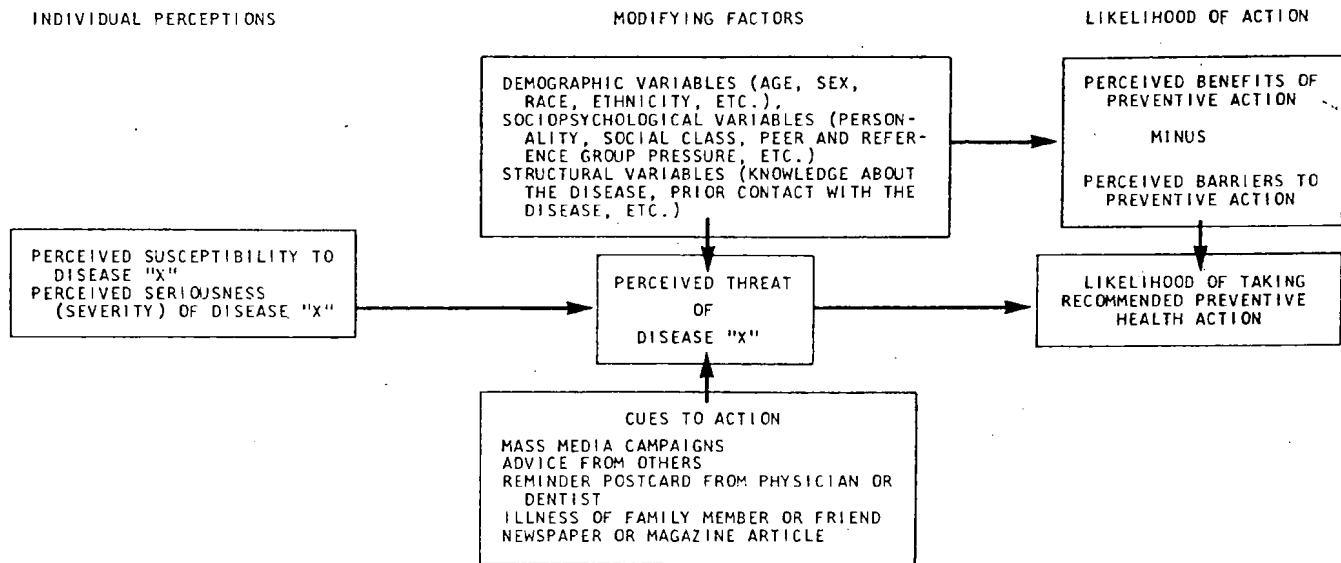 INDIVIDUAL PERCEPTIONS
MODIFYING FACTORS
LIKELIHOOD OF ACTION
DEMOGRAPHIC VARIABLES (AGE, SEX,
RACE, ETHNICITY, ETC.),
SOCIOPSYCHOLOGICAL VARIABLES (PERSON-
ALITY, SOCIAL CLASS, PEER AND REFER-
ENCE GROUP PRESSURE, ETC.)
STRUCTURAL VARIABLES (KNOWLEDGE ABOUT
THE DISEASE, PRIOR CONTACT WITH THE
DISEASE, ETC.)
PERCEIVED BENEFITS OF
PREVENTIVE ACTION
MINUS
PERCEIVED BARRIERS TO
PREVENTIVE ACTION
PERCEIVED SUSCEPTIBILITY TO
DISEASE "X"
PERCEIVED SERIOUSNESS
(SEVERITY) OF DISEASE "X"
PERCEIVED THREAT
OF
DISEASE "X"
LIKELIHOOD OF TAKING
RECOMMENDED PREVENTIVE
HEALTH ACTION
CUES TO ACTION
MASS MEDIA CAMPAIGNS
ADVICE FROM OTHERS
REMINDER POSTCARD FROM PHYSICIAN OR
DENTIST
ILLNESS OF FAMILY MEMBER OR FRIEND
NEWSPAPER OR MAGAZINE ARTICLE